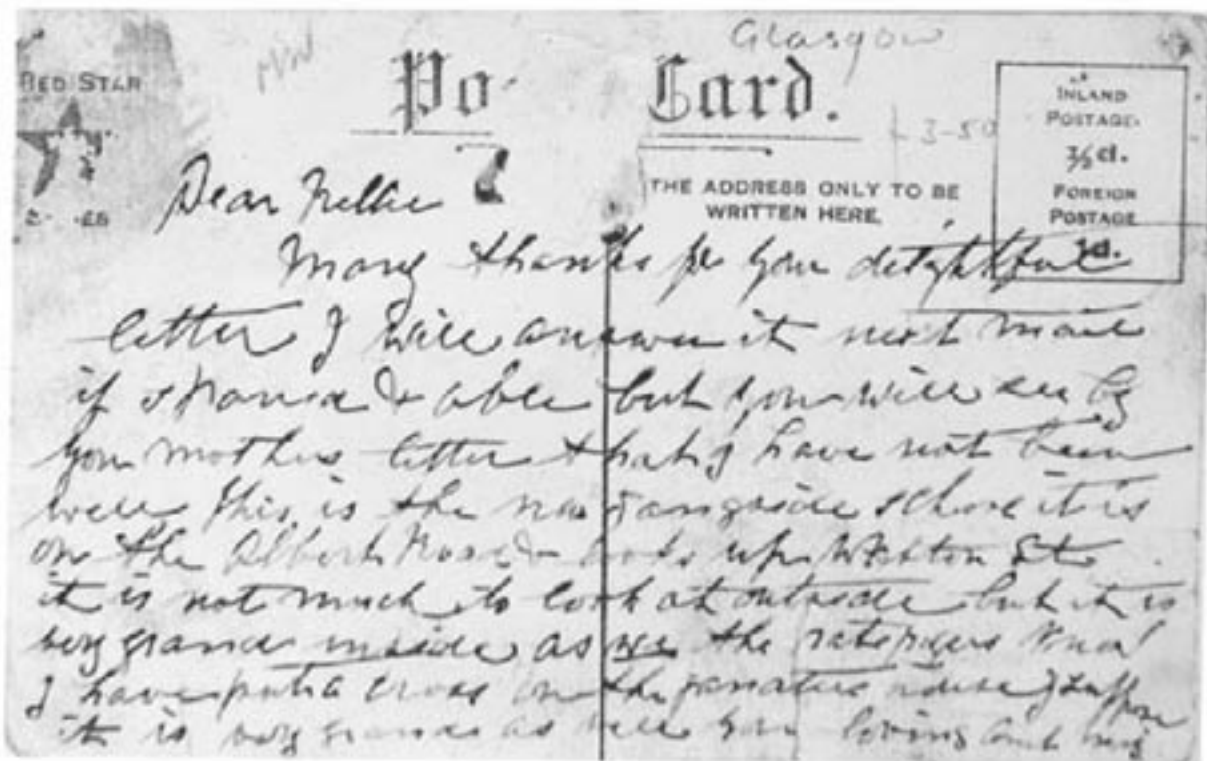 Glasgow
RED STAR
Po Card.
INLAND
POSTAGE.
½d.
FOREIGN
POSTAGE
1d.
3-50
THE ADDRESS ONLY TO BE
WRITTEN HERE.
Dear Nellie
Many thanks for your delightful
letter I will answer it next mail
if spared & able but you will see by
your mothers letter that I have not been
well this is the new Langside school it is
on the Albert Road & looks up St
it is not much to look at outside but it is
very grand inside as we the ratepayers know
I have put a cross on the janitors house I suppose
it is very grand as well your loving aunt